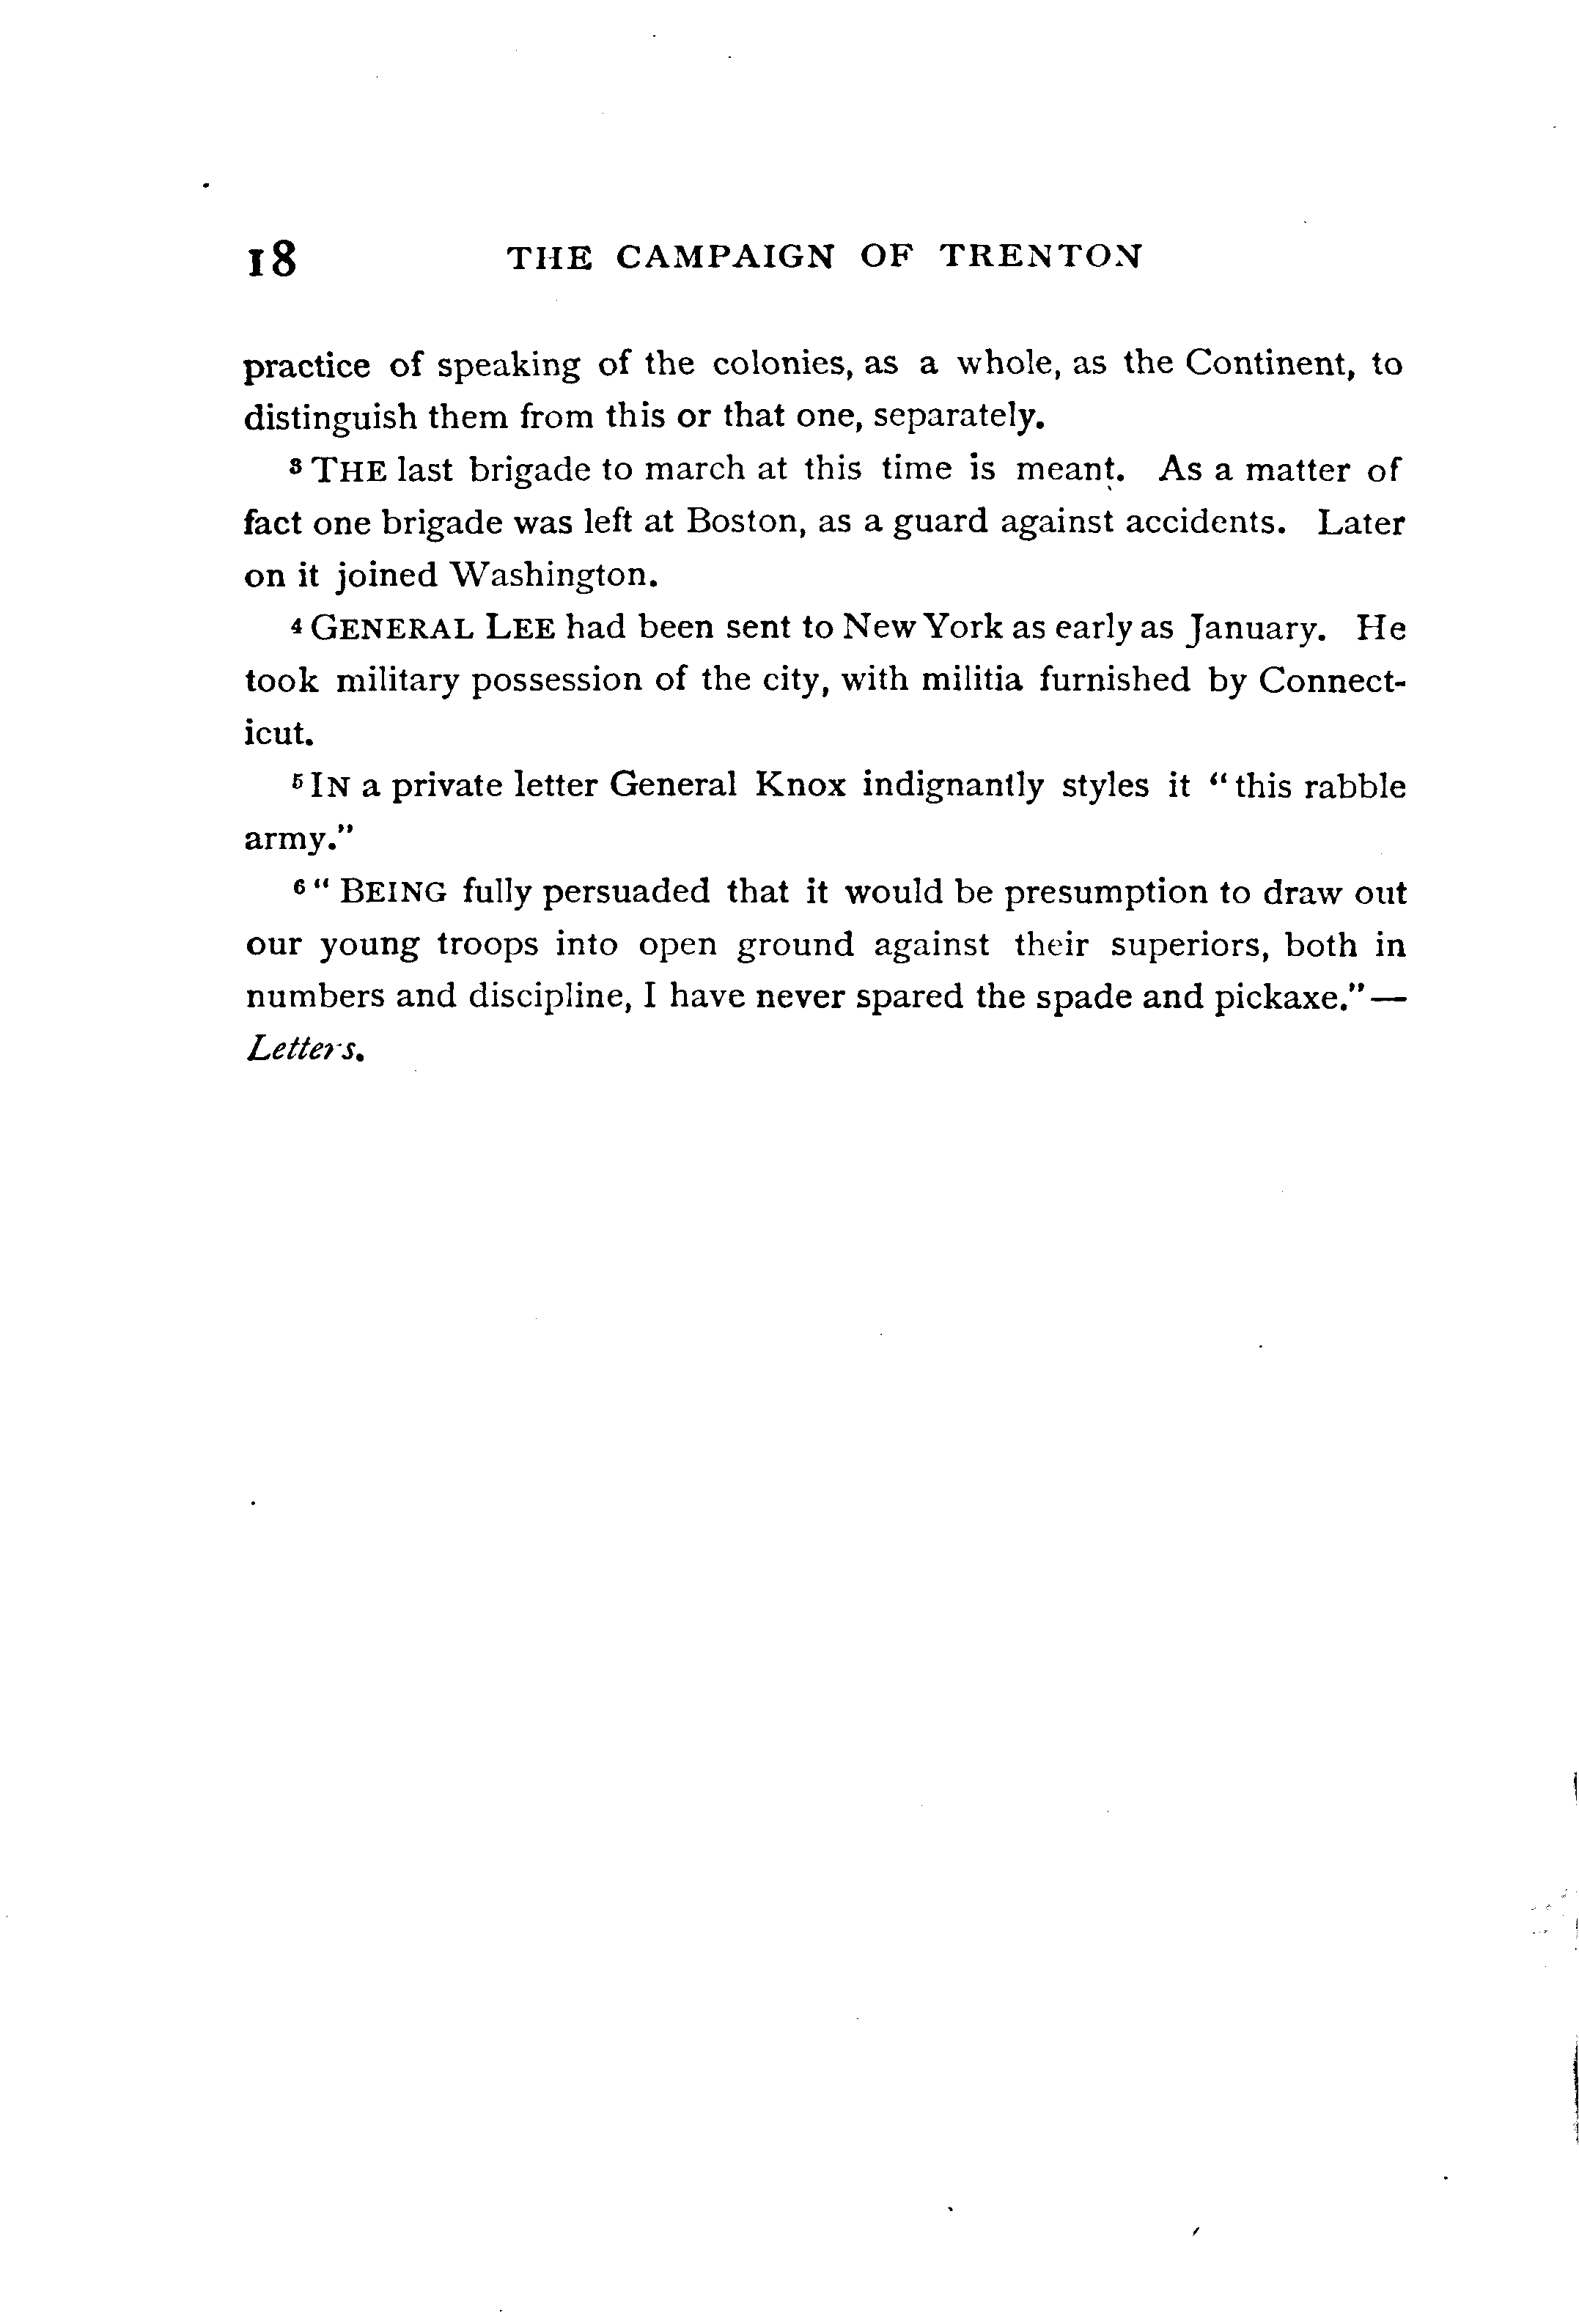 18 THE CAMPAIGN OF TRENTON
practice of speaking of the colonies, as a whole, as the Continent, to
distinguish them from this or that one, separately.
³ THE last brigade to march at this time is meant. As a matter of
fact one brigade was left at Boston, as a guard against accidents. Later
on it joined Washington.
⁴ GENERAL LEE had been sent to New York as early as January. He
took military possession of the city, with militia furnished by Connect-
icut.
⁵ IN a private letter General Knox indignantly styles it “this rabble
army.”
⁶ “BEING fully persuaded that it would be presumption to draw out
our young troops into open ground against their superiors, both in
numbers and discipline, I have never spared the spade and pickaxe.”—
Letters.